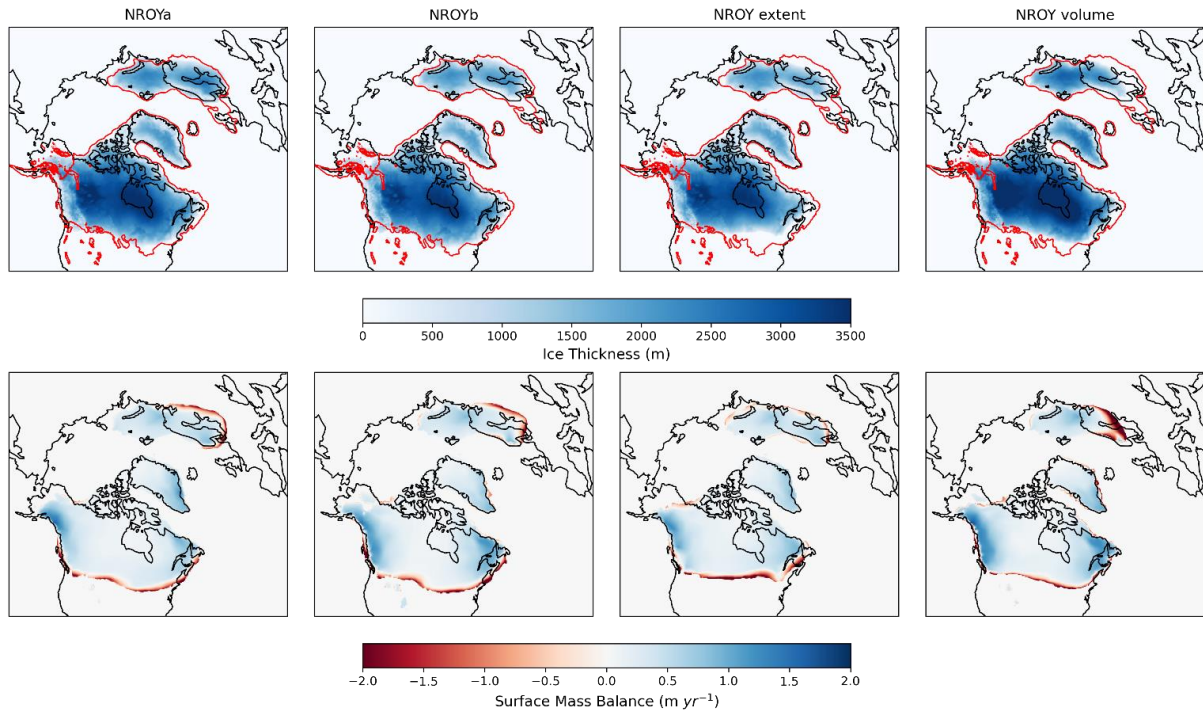 NROYa NROYb NROY extent NROY volume
0 500 1000 1500 2000 2500 3000 3500
Ice Thickness (m)
−2.0 −1.5 −1.0 −0.5 0.0 0.5 1.0 1.5 2.0
Surface Mass Balance (m yr⁻¹)